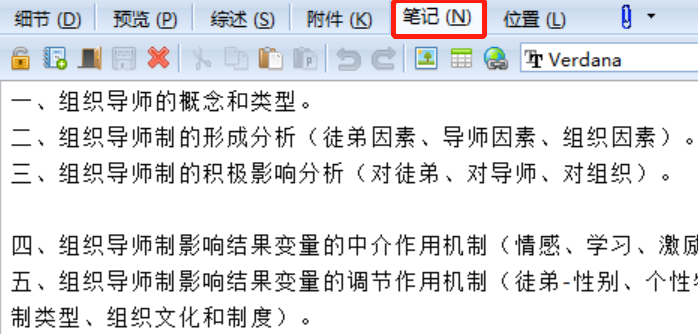 细节 (D) 预览 (P) 综述 (S) 附件 (K) 笔记 (N) 位置 (L)
Verdana
一、组织导师的概念和类型。
二、组织导师制的形成分析（徒弟因素、导师因素、组织因素）。
三、组织导师制的积极影响分析（对徒弟、对导师、对组织）。
四、组织导师制影响结果变量的中介作用机制（情感、学习、激励
五、组织导师制影响结果变量的调节作用机制（徒弟-性别、个性
制类型、组织文化和制度）。